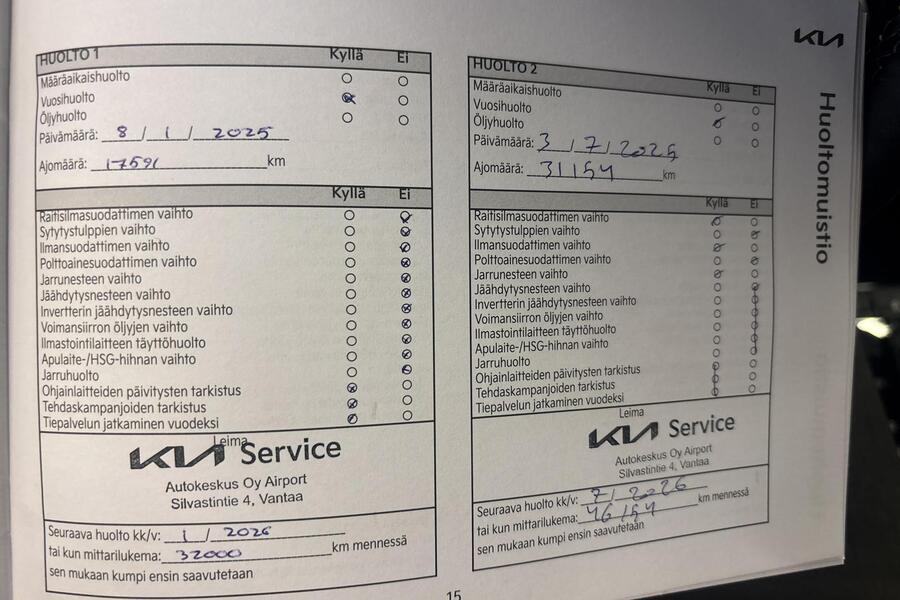 HUOLTO 1 Kyllä Ei
Määräaikaishuolto
Vuosihuolto
Öljyhuolto
Päivämäärä: 8 / 1 / 2025
Ajomäärä: 17591 km
Kyllä Ei
Raitisilmasuodattimen vaihto
Sytytystulppien vaihto
Ilmansuodattimen vaihto
Polttoainesuodattimen vaihto
Jarrunesteen vaihto
Jäähdytysnesteen vaihto
Invertterin jäähdytysnesteen vaihto
Voimansiirron öljyjen vaihto
Ilmastointilaitteen täyttöhuolto
Apulaite-/HSG-hihnan vaihto
Jarruhuolto
Ohjainlaitteiden päivitysten tarkistus
Tehdaskampanjoiden tarkistus
Tiepalvelun jatkaminen vuodeksi
Leima
KIA Service
Autokeskus Oy Airport
Silvastintie 4, Vantaa
Seuraava huolto kk/v: 1 / 2026
tai kun mittarilukema: 32000 km mennessä
sen mukaan kumpi ensin saavutetaan
HUOLTO 2 Kyllä Ei
Määräaikaishuolto
Vuosihuolto
Öljyhuolto
Päivämäärä: 3 / 7 / 2025
Ajomäärä: 31154 km
Kyllä Ei
Raitisilmasuodattimen vaihto
Sytytystulppien vaihto
Ilmansuodattimen vaihto
Polttoainesuodattimen vaihto
Jarrunesteen vaihto
Jäähdytysnesteen vaihto
Invertterin jäähdytysnesteen vaihto
Voimansiirron öljyjen vaihto
Ilmastointilaitteen täyttöhuolto
Apulaite-/HSG-hihnan vaihto
Jarruhuolto
Ohjainlaitteiden päivitysten tarkistus
Tehdaskampanjoiden tarkistus
Tiepalvelun jatkaminen vuodeksi
Leima
KIA Service
Autokeskus Oy Airport
Silvastintie 4, Vantaa
Seuraava huolto kk/v: 7 / 2026
tai kun mittarilukema: 46154 km mennessä
sen mukaan kumpi ensin saavutetaan
KIA
Huoltomuistio
15